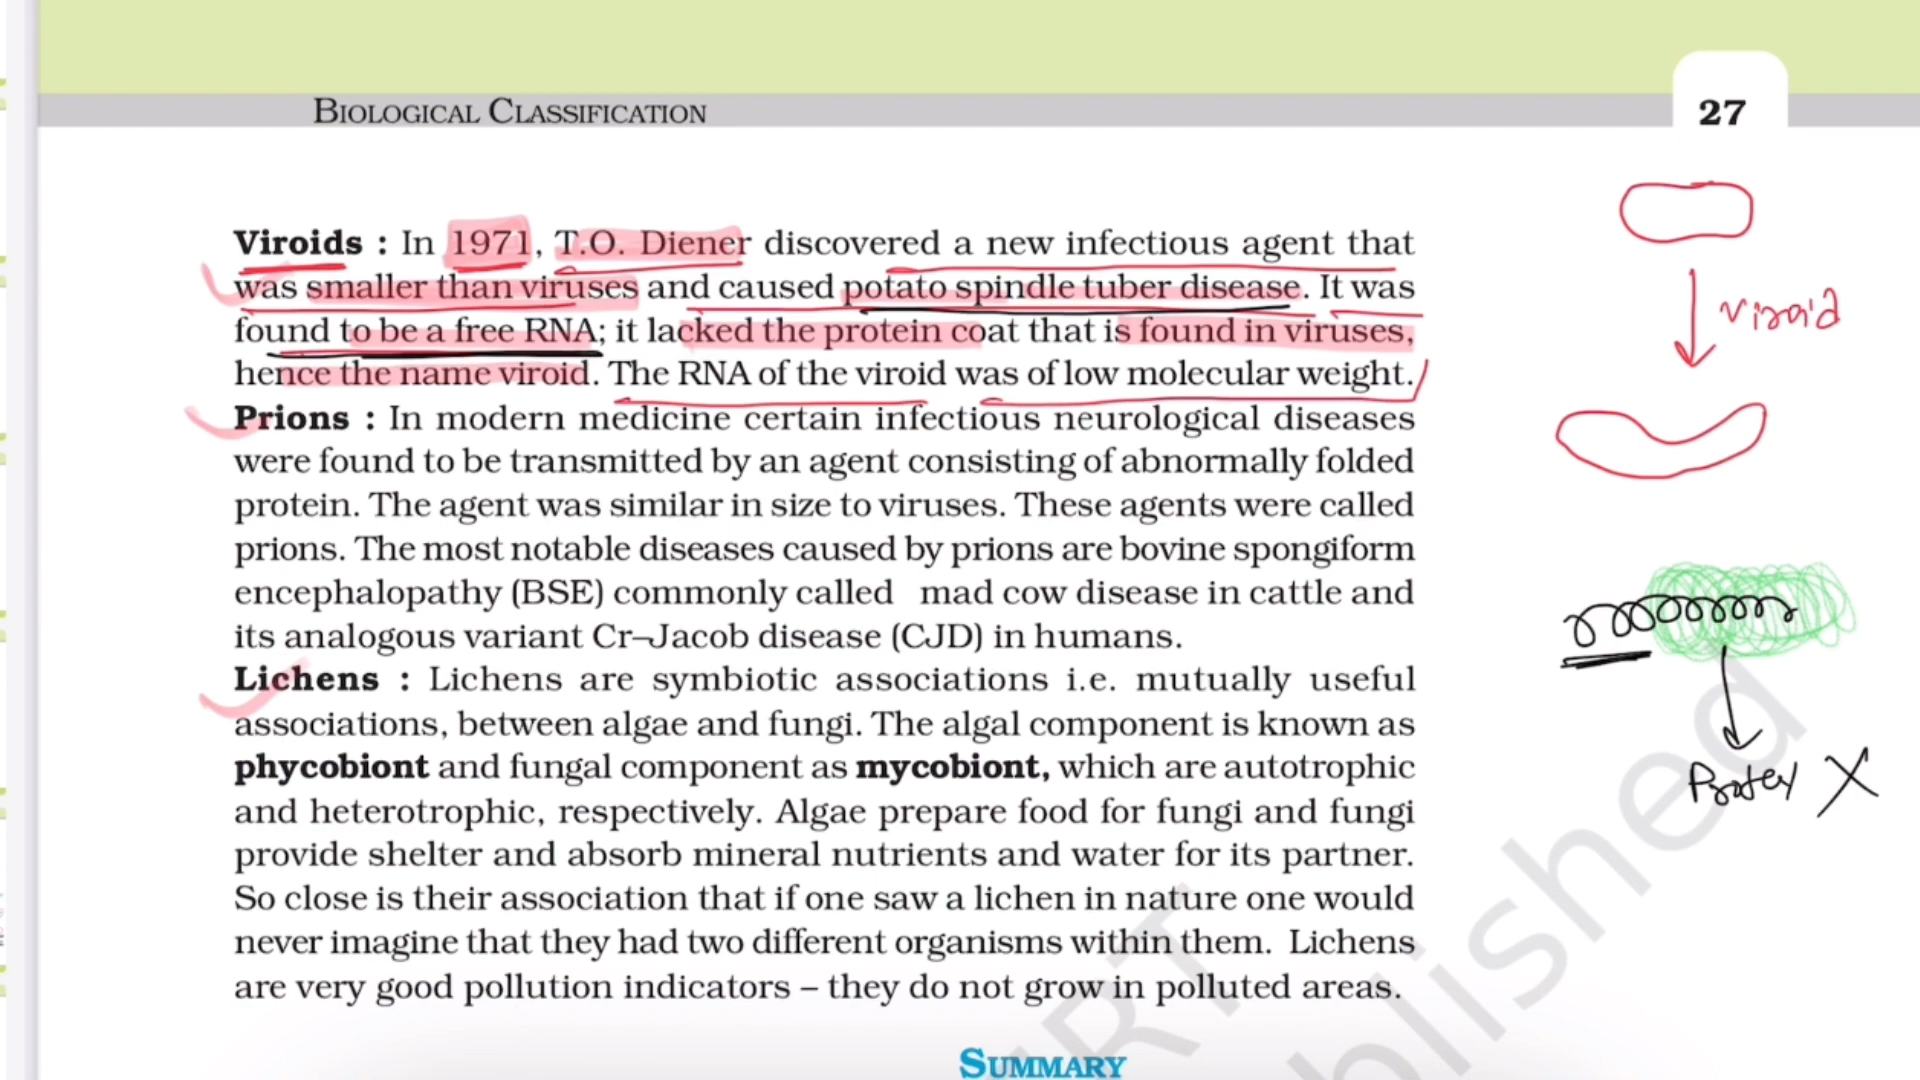 BIOLOGICAL CLASSIFICATION
27
Viroids : In 1971, T.O. Diener discovered a new infectious agent that
was smaller than viruses and caused potato spindle tuber disease. It was
found to be a free RNA; it lacked the protein coat that is found in viruses,
hence the name viroid. The RNA of the viroid was of low molecular weight.
Prions : In modern medicine certain infectious neurological diseases
were found to be transmitted by an agent consisting of abnormally folded
protein. The agent was similar in size to viruses. These agents were called
prions. The most notable diseases caused by prions are bovine spongiform
encephalopathy (BSE) commonly called mad cow disease in cattle and
its analogous variant Cr–Jacob disease (CJD) in humans.
Lichens : Lichens are symbiotic associations i.e. mutually useful
associations, between algae and fungi. The algal component is known as
phycobiont and fungal component as mycobiont, which are autotrophic
and heterotrophic, respectively. Algae prepare food for fungi and fungi
provide shelter and absorb mineral nutrients and water for its partner.
So close is their association that if one saw a lichen in nature one would
never imagine that they had two different organisms within them. Lichens
are very good pollution indicators – they do not grow in polluted areas.
SUMMARY
viroid
X